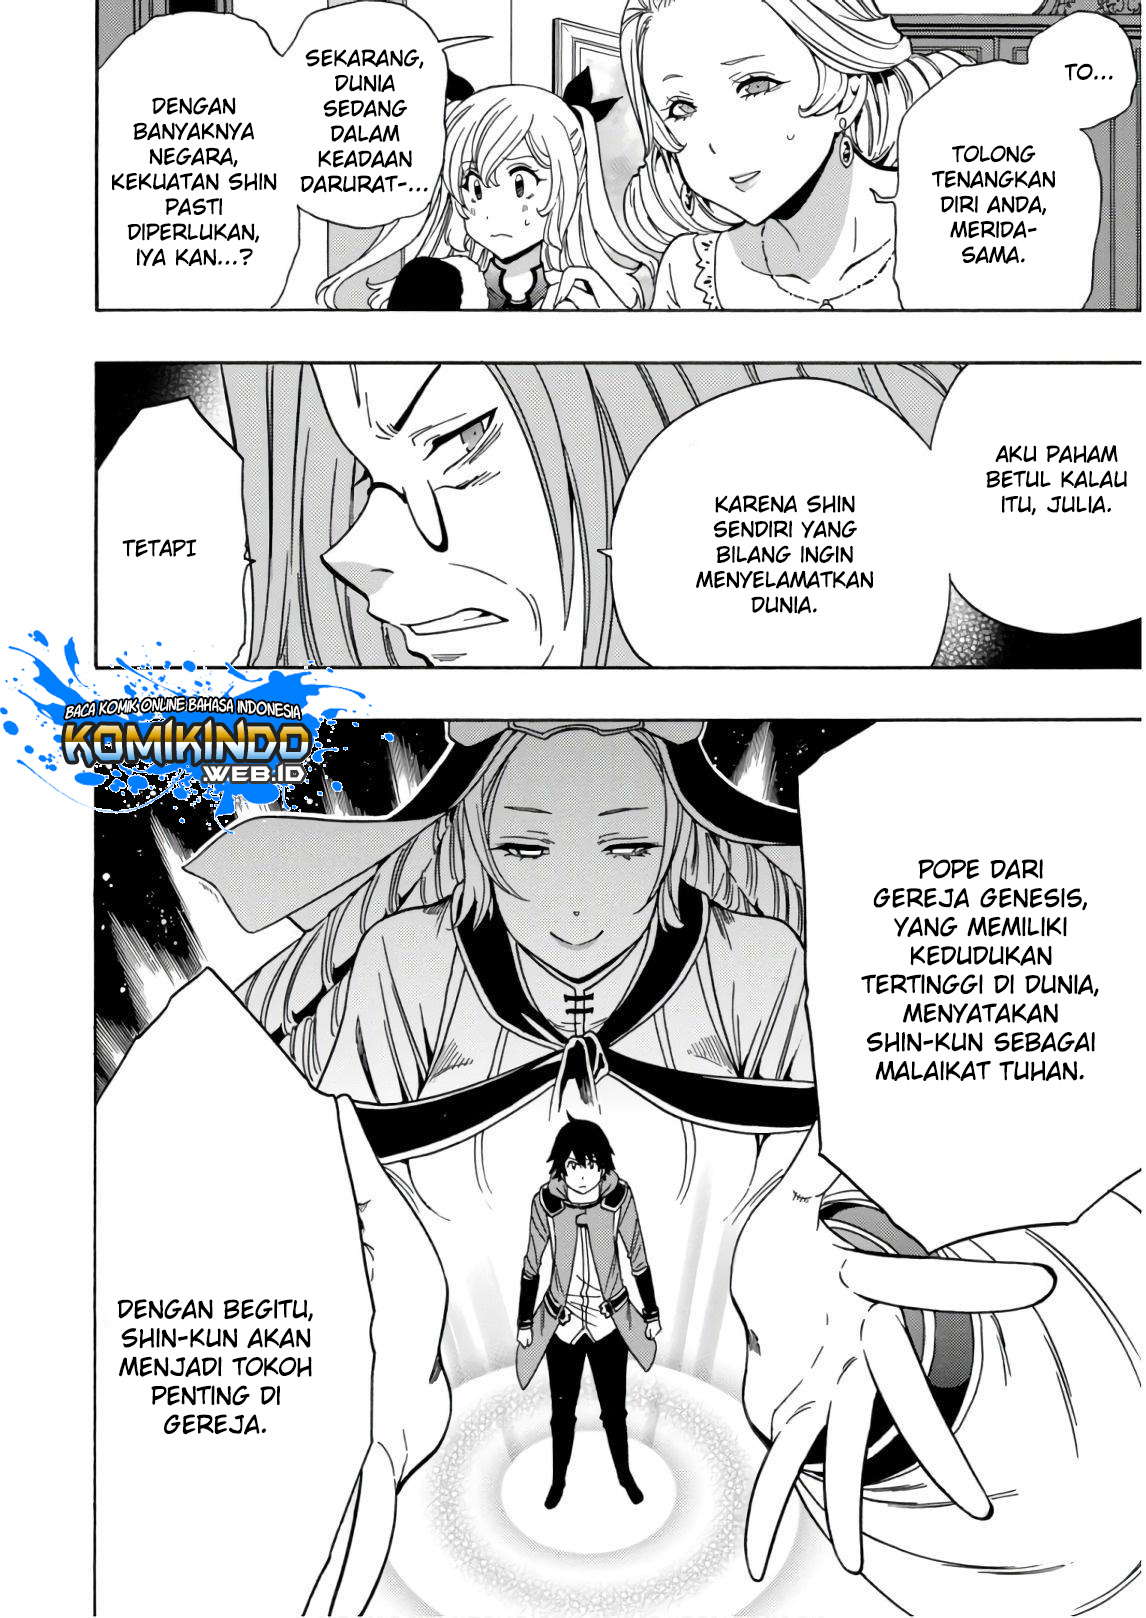 TO...
TOLONG
TENANGKAN
DIRI ANDA,
MERIDA-
SAMA.
SEKARANG,
DUNIA
SEDANG
DALAM
KEADAAN
DARURAT-...
DENGAN
BANYAKNYA
NEGARA,
KEKUATAN SHIN
PASTI
DIPERLUKAN,
IYA KAN...?
AKU PAHAM
BETUL KALAU
ITU, JULIA.
KARENA SHIN
SENDIRI YANG
BILANG INGIN
MENYELAMATKAN
DUNIA.
TETAPI
BACA KOMIK ONLINE BAHASA INDONESIA
KOMIKINDO
.WEB.ID
POPE DARI
GEREJA GENESIS,
YANG MEMILIKI
KEDUDUKAN
TERTINGGI DI DUNIA,
MENYATAKAN
SHIN-KUN SEBAGAI
MALAIKAT TUHAN.
DENGAN BEGITU,
SHIN-KUN AKAN
MENJADI TOKOH
PENTING DI
GEREJA.